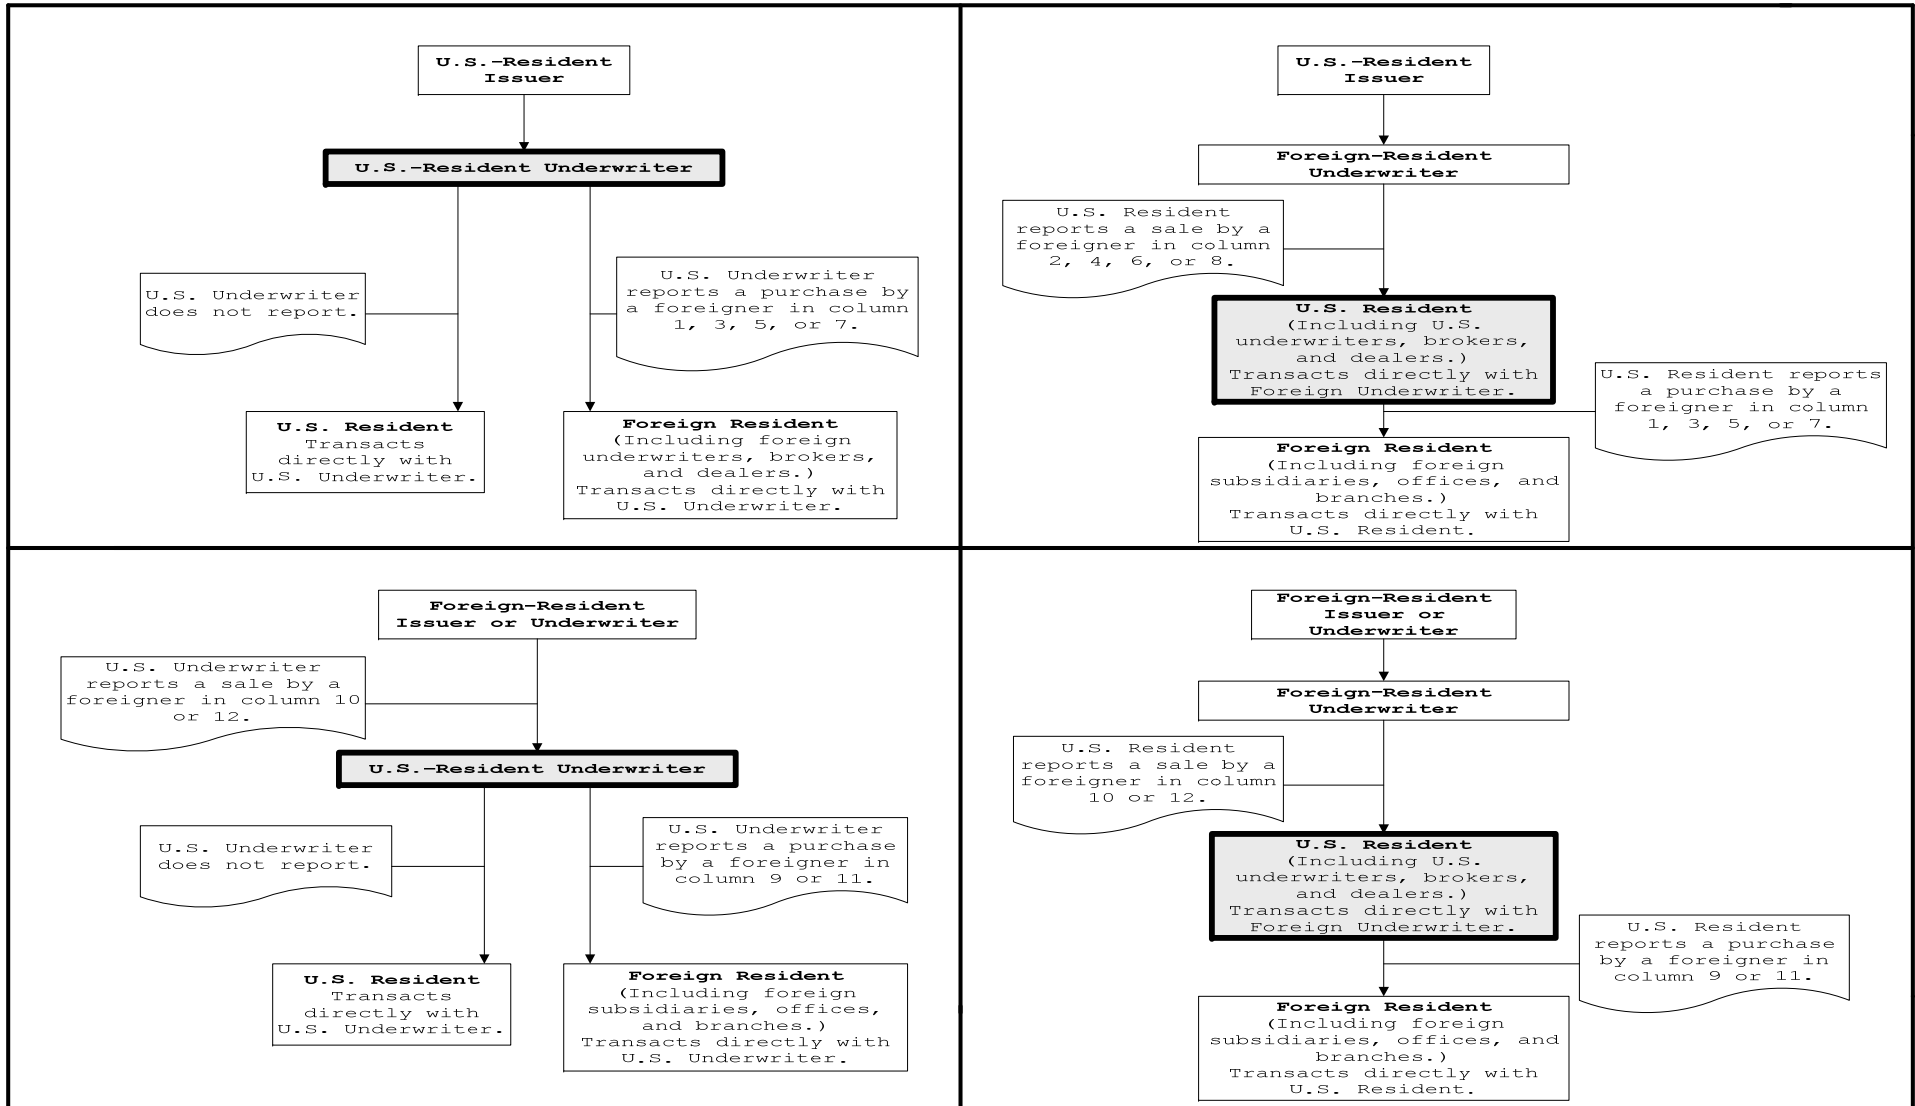 U.S.-Resident
Issuer
U.S.-Resident Underwriter
U.S. Underwriter
does not report.
U.S. Underwriter
reports a purchase by
a foreigner in column
1, 3, 5, or 7.
U.S. Resident
Transacts
directly with
U.S. Underwriter.
Foreign Resident
(Including foreign
underwriters, brokers,
and dealers.)
Transacts directly with
U.S. Underwriter.
U.S.-Resident
Issuer
Foreign-Resident
Underwriter
U.S. Resident
reports a sale by a
foreigner in column
2, 4, 6, or 8.
U.S. Resident
(Including U.S.
underwriters, brokers,
and dealers.)
Transacts directly with
Foreign Underwriter.
U.S. Resident reports
a purchase by a
foreigner in column
1, 3, 5, or 7.
Foreign Resident
(Including foreign
subsidiaries, offices, and
branches.)
Transacts directly with
U.S. Resident.
Foreign-Resident
Issuer or Underwriter
U.S. Underwriter
reports a sale by a
foreigner in column 10
or 12.
U.S.-Resident Underwriter
U.S. Underwriter
does not report.
U.S. Underwriter
reports a purchase
by a foreigner in
column 9 or 11.
U.S. Resident
Transacts
directly with
U.S. Underwriter.
Foreign Resident
(Including foreign
subsidiaries, offices,
and branches.)
Transacts directly with
U.S. Underwriter.
Foreign-Resident
Issuer or
Underwriter
Foreign-Resident
Underwriter
U.S. Resident
reports a sale by a
foreigner in column
10 or 12.
U.S. Resident
(Including U.S.
underwriters, brokers,
and dealers.)
Transacts directly with
Foreign Underwriter.
U.S. Resident
reports a purchase
by a foreigner in
column 9 or 11.
Foreign Resident
(Including foreign
subsidiaries, offices, and
branches.)
Transacts directly with
U.S. Resident.